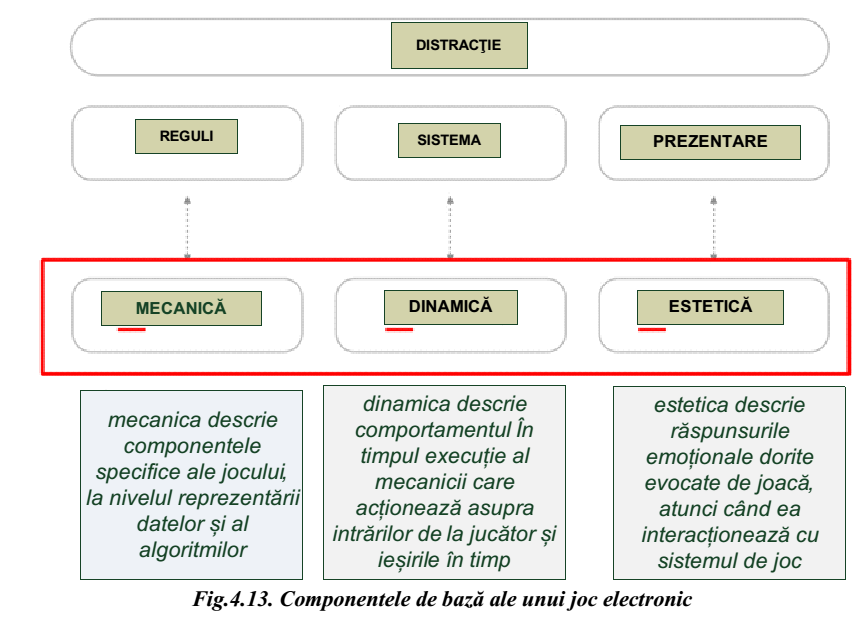 DISTRACŢIE
REGULI
SISTEMA
PREZENTARE
MECANICĂ
DINAMICĂ
ESTETICĂ
mecanica descrie
componentele
specifice ale jocului,
la nivelul reprezentării
datelor și al
algoritmilor
dinamica descrie
comportamentul În
timpul execuție al
mecanicii care
acționează asupra
intrărilor de la jucător și
ieșirile în timp
estetica descrie
răspunsurile
emoționale dorite
evocate de joacă,
atunci când ea
interacționează cu
sistemul de joc
Fig.4.13. Componentele de bază ale unui joc electronic